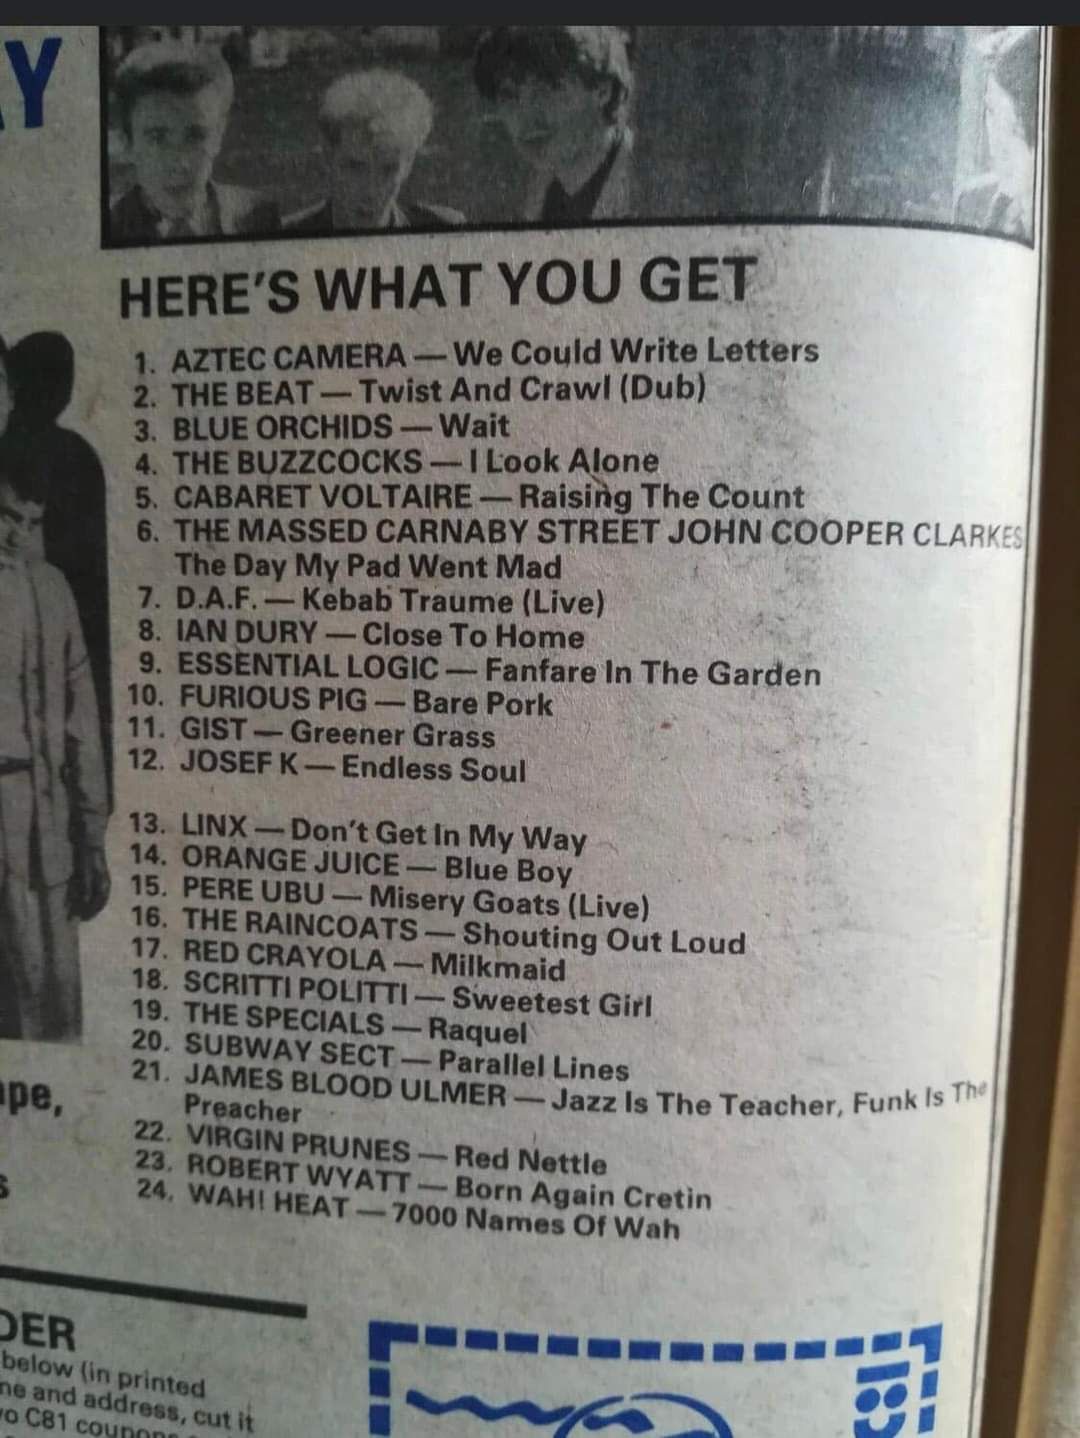 Y
HERE'S WHAT YOU GET
1. AZTEC CAMERA — We Could Write Letters
2. THE BEAT — Twist And Crawl (Dub)
3. BLUE ORCHIDS — Wait
4. THE BUZZCOCKS — I Look Alone
5. CABARET VOLTAIRE — Raising The Count
6. THE MASSED CARNABY STREET JOHN COOPER CLARKES
The Day My Pad Went Mad
7. D.A.F. — Kebab Traume (Live)
8. IAN DURY — Close To Home
9. ESSENTIAL LOGIC — Fanfare In The Garden
10. FURIOUS PIG — Bare Pork
11. GIST — Greener Grass
12. JOSEF K — Endless Soul
13. LINX — Don't Get In My Way
14. ORANGE JUICE — Blue Boy
15. PERE UBU — Misery Goats (Live)
16. THE RAINCOATS — Shouting Out Loud
17. RED CRAYOLA — Milkmaid
18. SCRITTI POLITTI — Sweetest Girl
19. THE SPECIALS — Raquel
20. SUBWAY SECT — Parallel Lines
21. JAMES BLOOD ULMER — Jazz Is The Teacher, Funk Is The
Preacher
22. VIRGIN PRUNES — Red Nettle
23. ROBERT WYATT — Born Again Cretin
24. WAH! HEAT — 7000 Names Of Wah
pe,
s
DER
below (in printed
ne and address, cut it
o C81 coupons